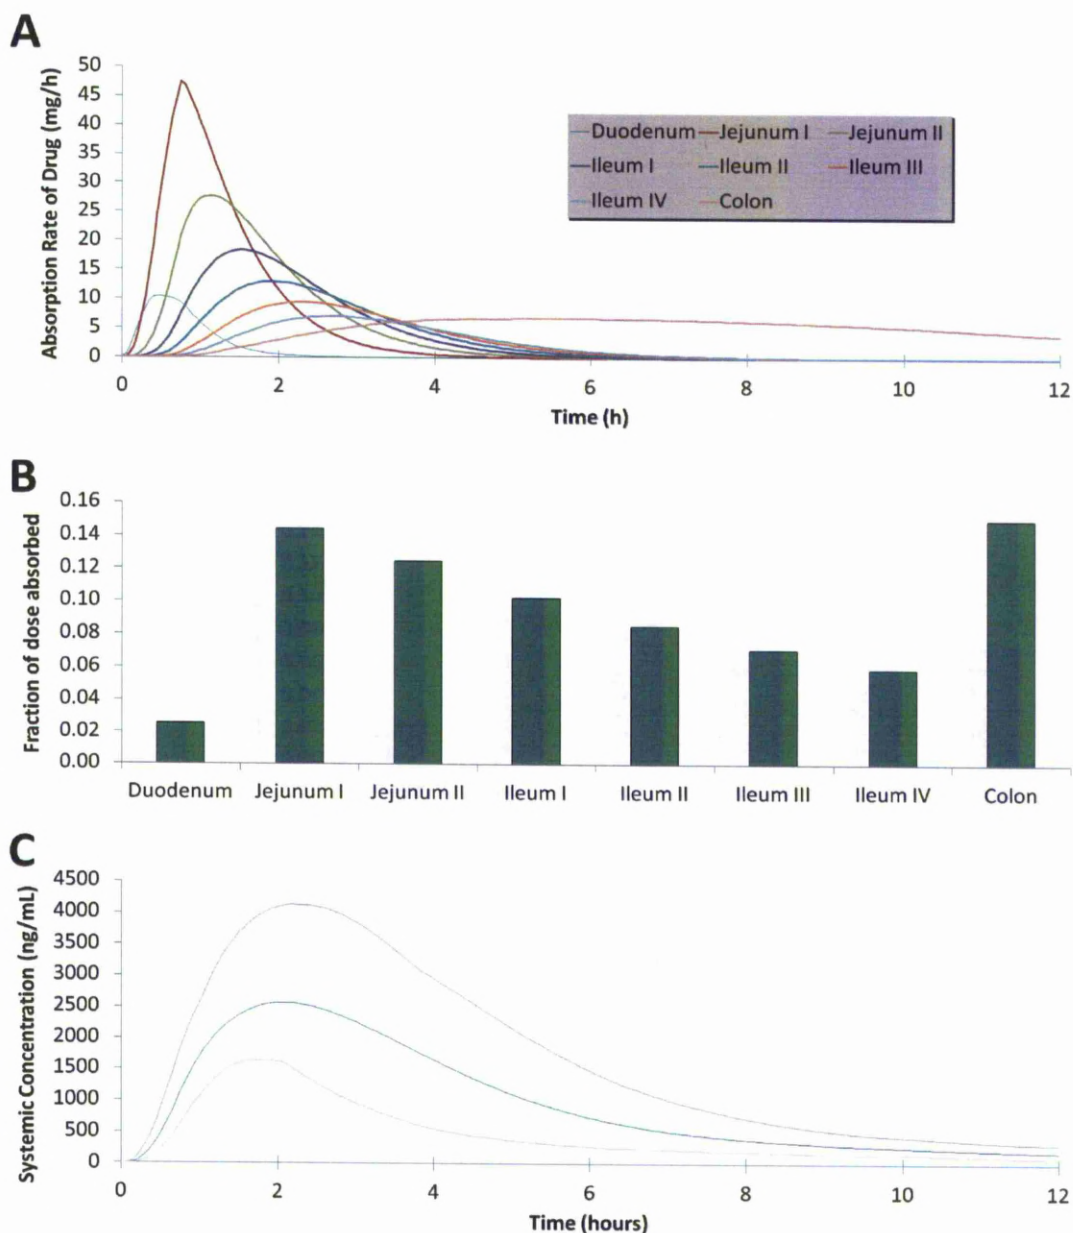 A
Absorption Rate of Drug (mg/h)
50
45
40
35
30
25
20
15
10
5
0
Duodenum Jejunum I Jejunum II
Ileum I Ileum II Ileum III
Ileum IV Colon
0 2 4 6 8 10 12
Time (h)
B
Fraction of dose absorbed
0.16
0.14
0.12
0.10
0.08
0.06
0.04
0.02
0.00
Duodenum Jejunum I Jejunum II Ileum I Ileum II Ileum III Ileum IV Colon
C
Systemic Concentration (ng/mL)
4500
4000
3500
3000
2500
2000
1500
1000
500
0
0 2 4 6 8 10 12
Time (hours)